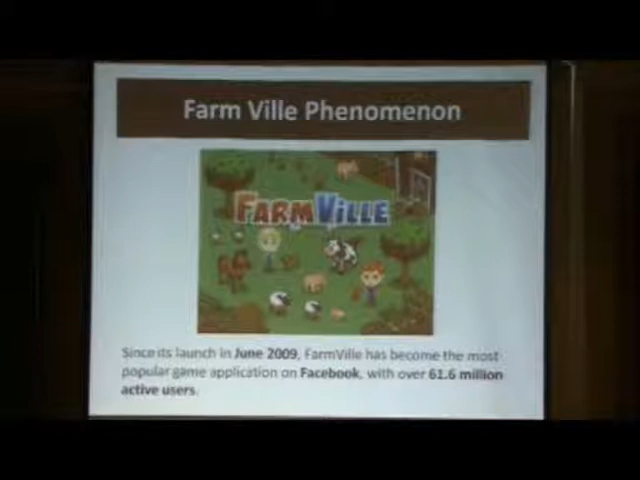 Farm Ville Phenomenon
FARMVILLE
Since its launch in June 2009, FarmVille has become the most
popular game application on Facebook, with over 61.6 million
active users.